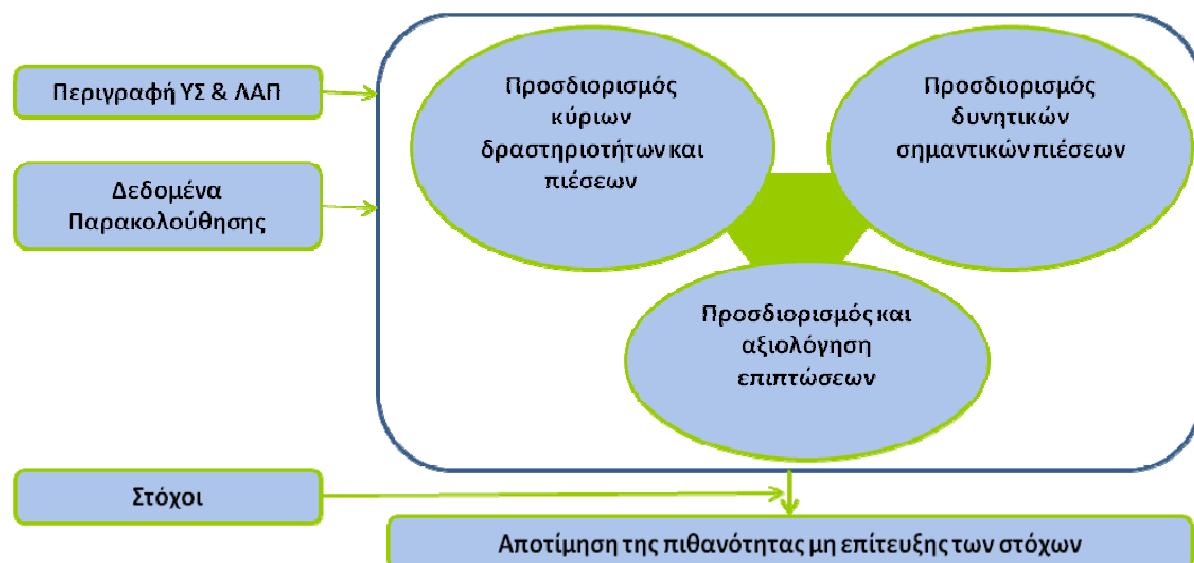 Περιγραφή ΥΣ & ΛΑΠ
Δεδομένα
Παρακολούθησης
Προσδιορισμός
κύριων
δραστηριοτήτων και
πιέσεων
Προσδιορισμός
δυνητικών
σημαντικών πιέσεων
Προσδιορισμός και
αξιολόγηση
επιπτώσεων
Στόχοι
Αποτίμηση της πιθανότητας μη επίτευξης των στόχων